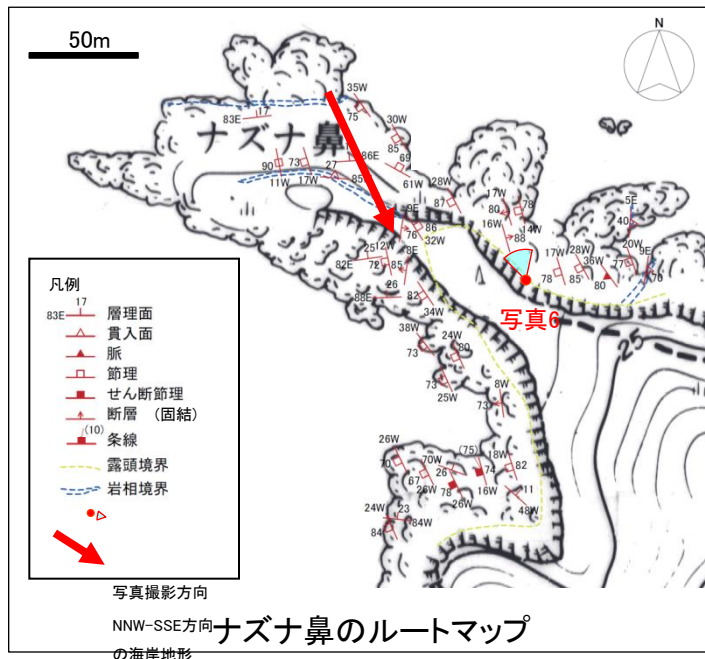 50m
N
35W
75
30W
85
69
61W
83E
17
ナズナ鼻
86E
90
73
27
85
11W
17W
28W
87
9E
76
86
32W
8E
12W
25
82E
72
85
26
88E
82
34W
17W
80
78
16W
14W
88
5E
40
20W
9E
77
76
17W
28W
36W
78
85
80
写真6
25
38W
73
24W
80
73
25W
8W
73
26W
70
70W
26
(75)
74
18W
82
67
26W
78
26W
16W
11
48W
24W
23
84W
84
凡例
17
83E
層理面
貫入面
脈
節理
せん断節理
断層 (固結)
(10)
条線
露頭境界
岩相境界
写真撮影方向
NNW-SSE方向
の海岸地形
ナズナ鼻のルートマップ